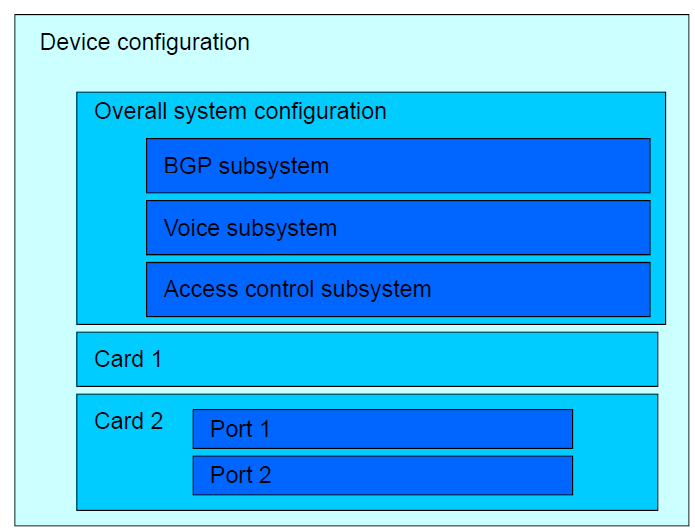 Device configuration
Overall system configuration
BGP subsystem
Voice subsystem
Access control subsystem
Card 1
Card 2
Port 1
Port 2